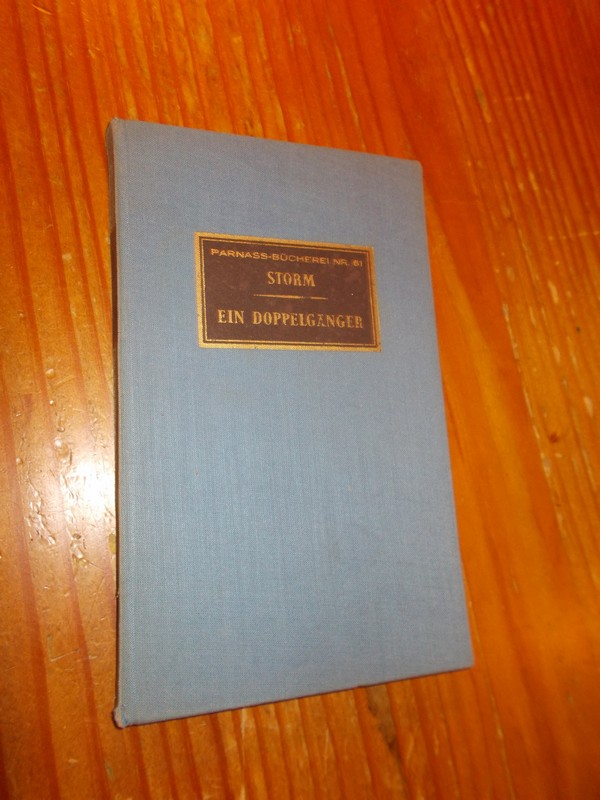 PARNASS-BÜCHEREI NR. 81
STORM
EIN DOPPELGÄNGER